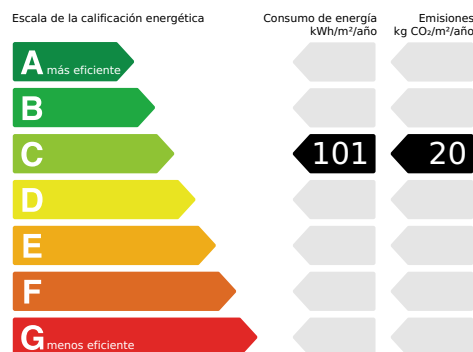 Escala de la calificación energética
Consumo de energía
kWh/m²/año
Emisiones
kg CO₂/m²/año
A más eficiente
B
C 101 20
D
E
F
G menos eficiente